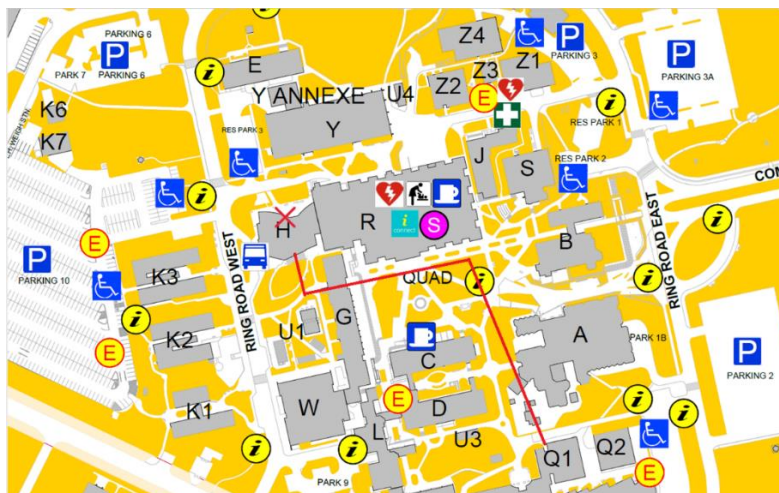 PARKING 6
P
PARK 7
PARKING 6
i
E
Z4
Z3
Z1
P
PARKING 3
P
PARKING 3A
Y ANNEXE
U4
Z2
E
i
K6
K7
RES PARK 3
Y
RES PARK 1
J
S
RES PARK 2
i
H
R
i
connect
S
B
i
E
P
PARKING 10
K3
RING ROAD WEST
QUAD
i
i
RING ROAD EAST
i
K2
U1
G
C
A
PARK 1B
P
PARKING 2
E
K1
W
E
D
i
i
L
U3
i
i
Q1
Q2
PARK 9
E